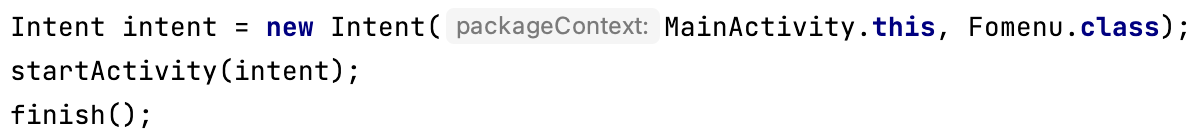 Intent intent = new Intent( packageContext: MainActivity.this, Fomenu.class);
startActivity(intent);
finish();